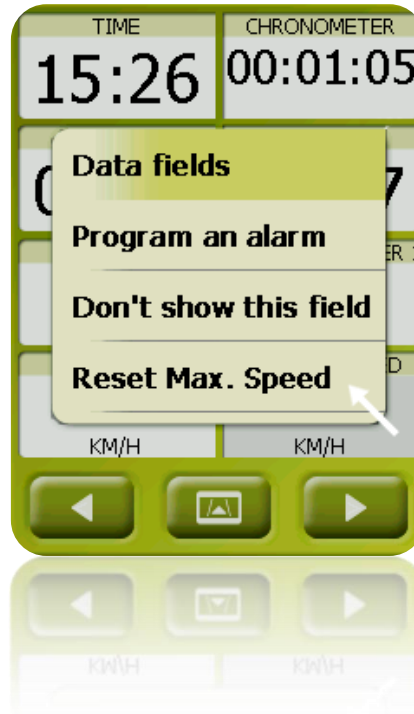 TIME CHRONOMETER
15:26 00:01:05
Data fields
Program an alarm
Don't show this field
Reset Max. Speed
KM/H KM/H